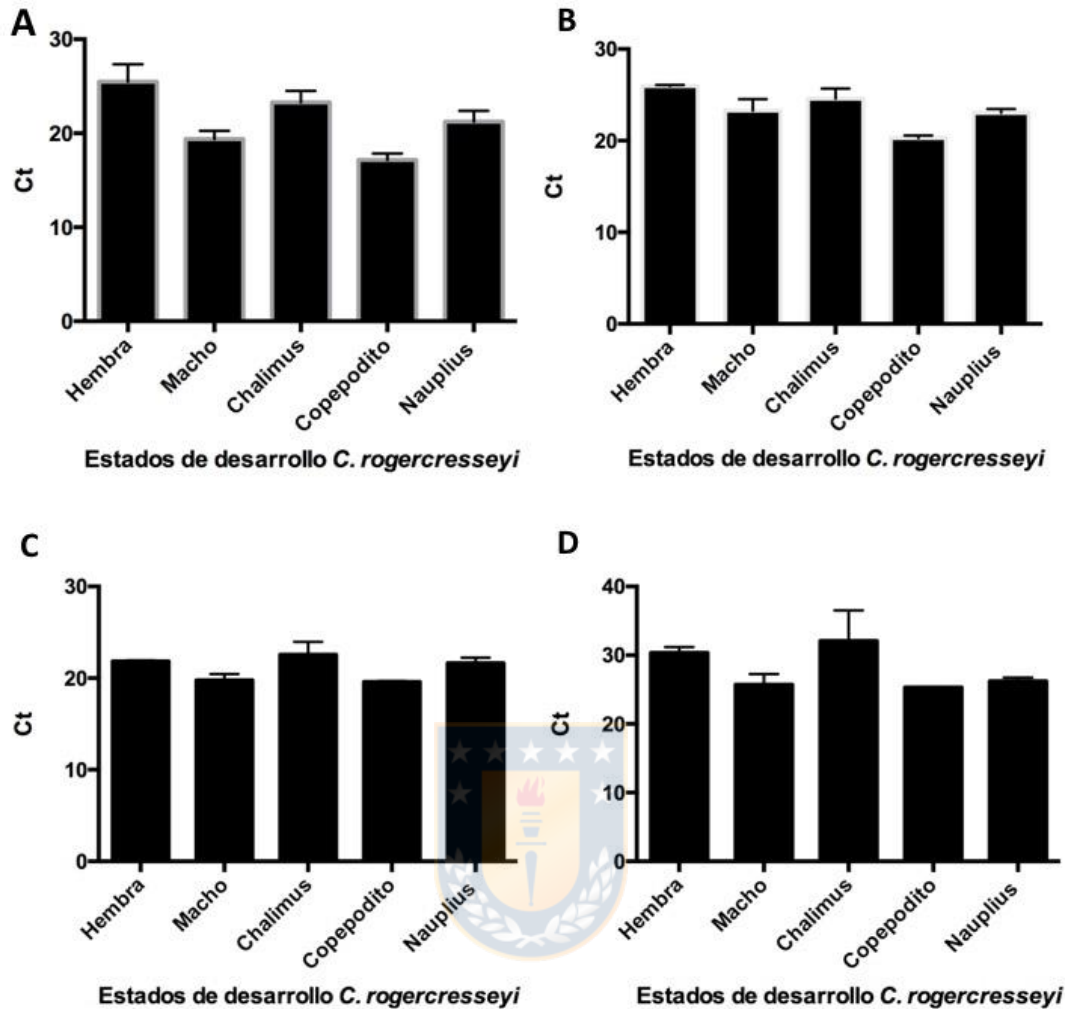 A
30
20
10
0
Ct
Hembra
Macho
Chalimus
Copepodito
Nauplius
Estados de desarrollo C. rogercresseyi
B
30
20
10
0
Ct
Hembra
Macho
Chalimus
Copepodito
Nauplius
Estados de desarrollo C. rogercresseyi
C
30
20
10
0
Ct
Hembra
Macho
Chalimus
Copepodito
Nauplius
Estados de desarrollo C. rogercresseyi
D
40
30
20
10
0
Ct
Hembra
Macho
Chalimus
Copepodito
Nauplius
Estados de desarrollo C. rogercresseyi